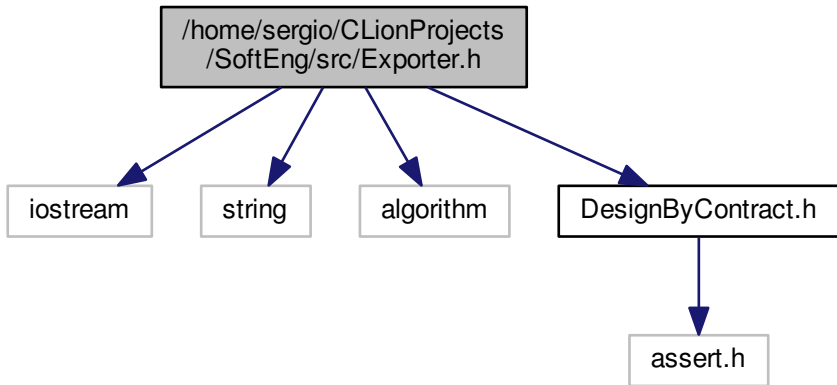 /home/sergio/CLionProjects
/SoftEng/src/Exporter.h
iostream
string
algorithm
DesignByContract.h
assert.h